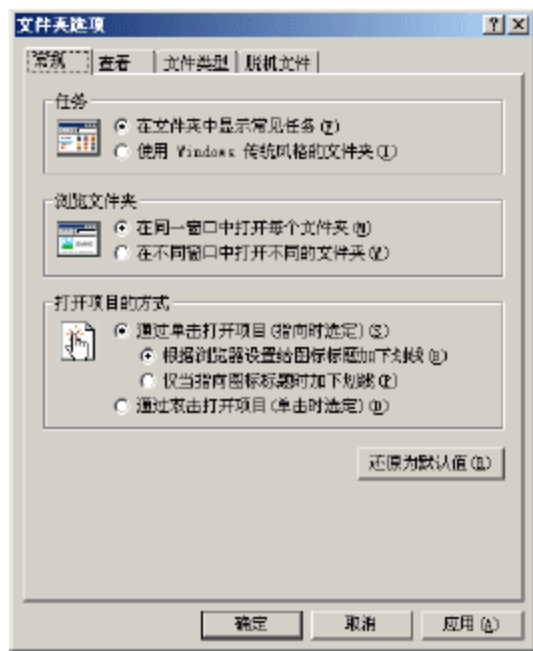 文件夹选项
常规 查看 文件类型 脱机文件
任务
在文件夹中显示常见任务(F)
使用 Windows 传统风格的文件夹(I)
浏览文件夹
在同一窗口中打开每个文件夹(M)
在不同窗口中打开不同的文件夹(W)
打开项目的方式
通过单击打开项目(指向时选定)(S)
根据浏览器设置给图标标题加下划线(B)
仅当指向图标标题时加下划线(P)
通过双击打开项目(单击时选定)(D)
还原为默认值(R)
确定 取消 应用(A)